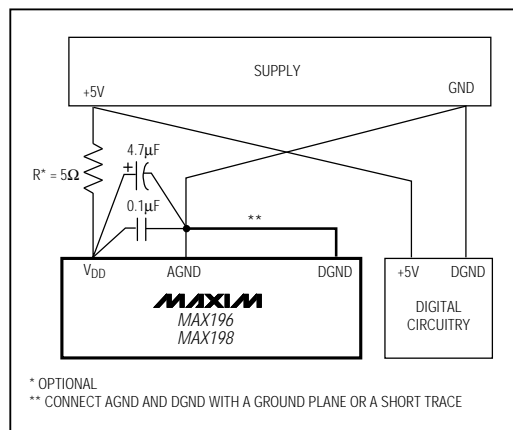 SUPPLY
+5V
GND
4.7µF
+
R* = 5Ω
0.1µF
**
VDD
AGND
DGND
+5V
DGND
MAXIM
MAX196
MAX198
DIGITAL
CIRCUITRY
* OPTIONAL
** CONNECT AGND AND DGND WITH A GROUND PLANE OR A SHORT TRACE